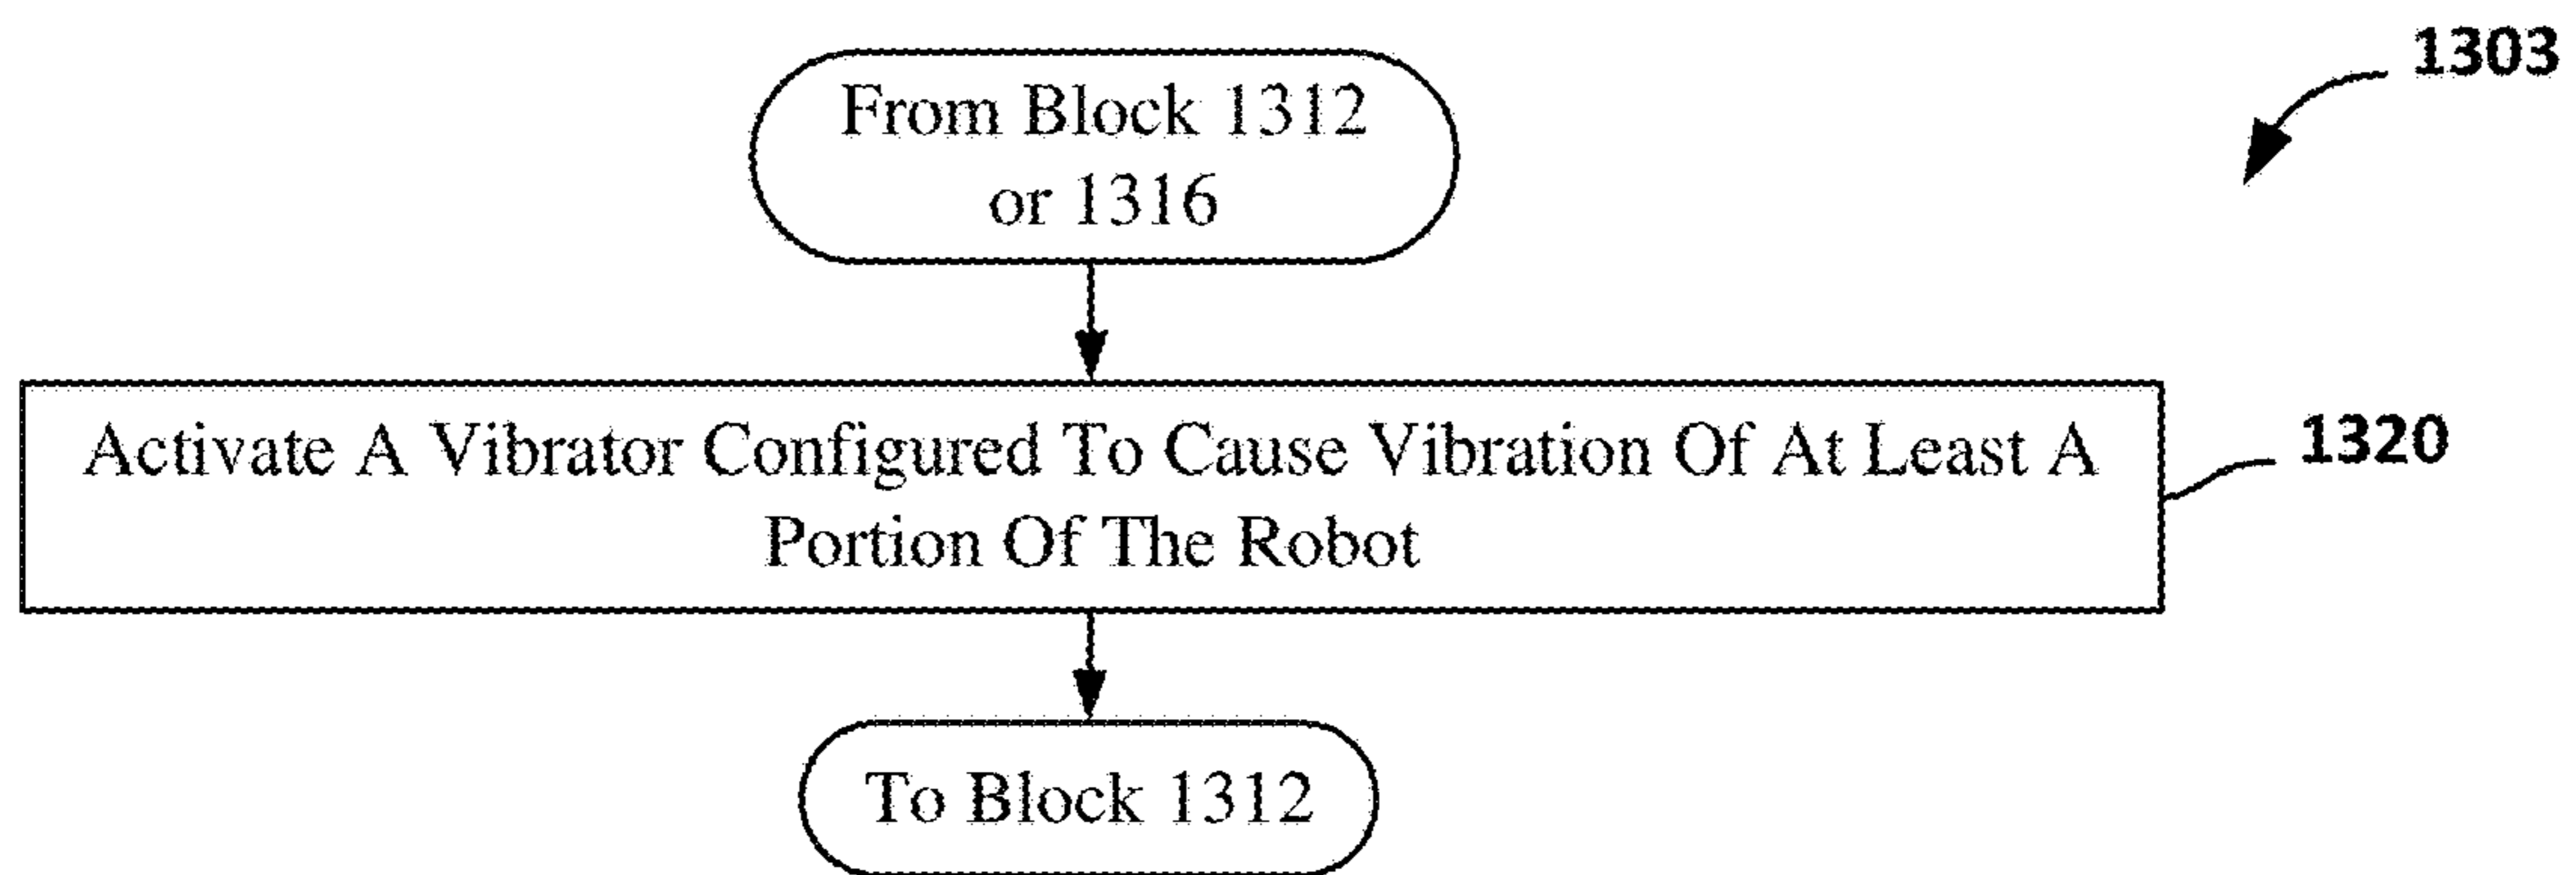 1303
From Block 1312
or 1316
Activate A Vibrator Configured To Cause Vibration Of At Least A
Portion Of The Robot
1320
To Block 1312